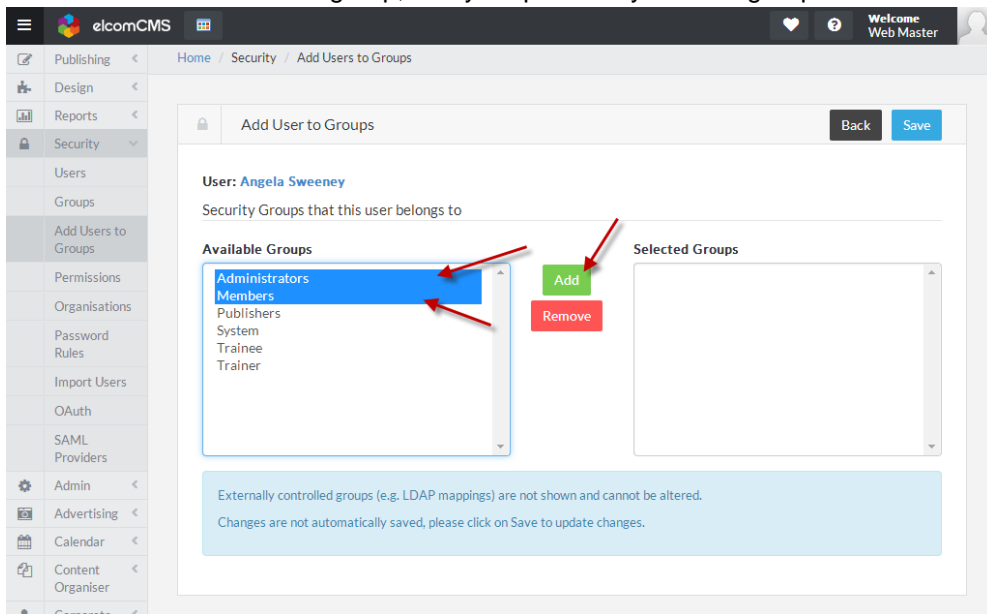 elcomCMS
Welcome
Web Master
Publishing
Design
Reports
Security
Users
Groups
Add Users to
Groups
Permissions
Organisations
Password
Rules
Import Users
OAuth
SAML
Providers
Admin
Advertising
Calendar
Content
Organiser
Home / Security / Add Users to Groups
Add User to Groups
Back
Save
User: Angela Sweeney
Security Groups that this user belongs to
Available Groups
Administrators
Members
Publishers
System
Trainee
Trainer
Add
Remove
Selected Groups
Externally controlled groups (e.g. LDAP mappings) are not shown and cannot be altered.
Changes are not automatically saved, please click on Save to update changes.